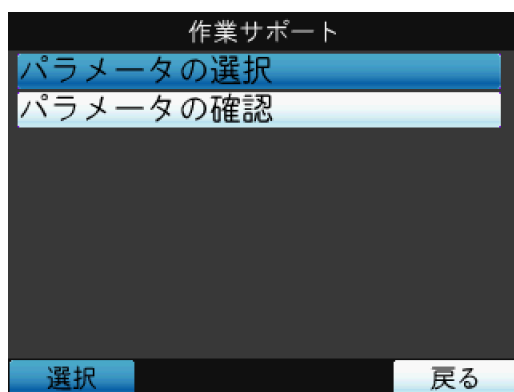 作業サポート
パラメータの選択
パラメータの確認
選択
戻る